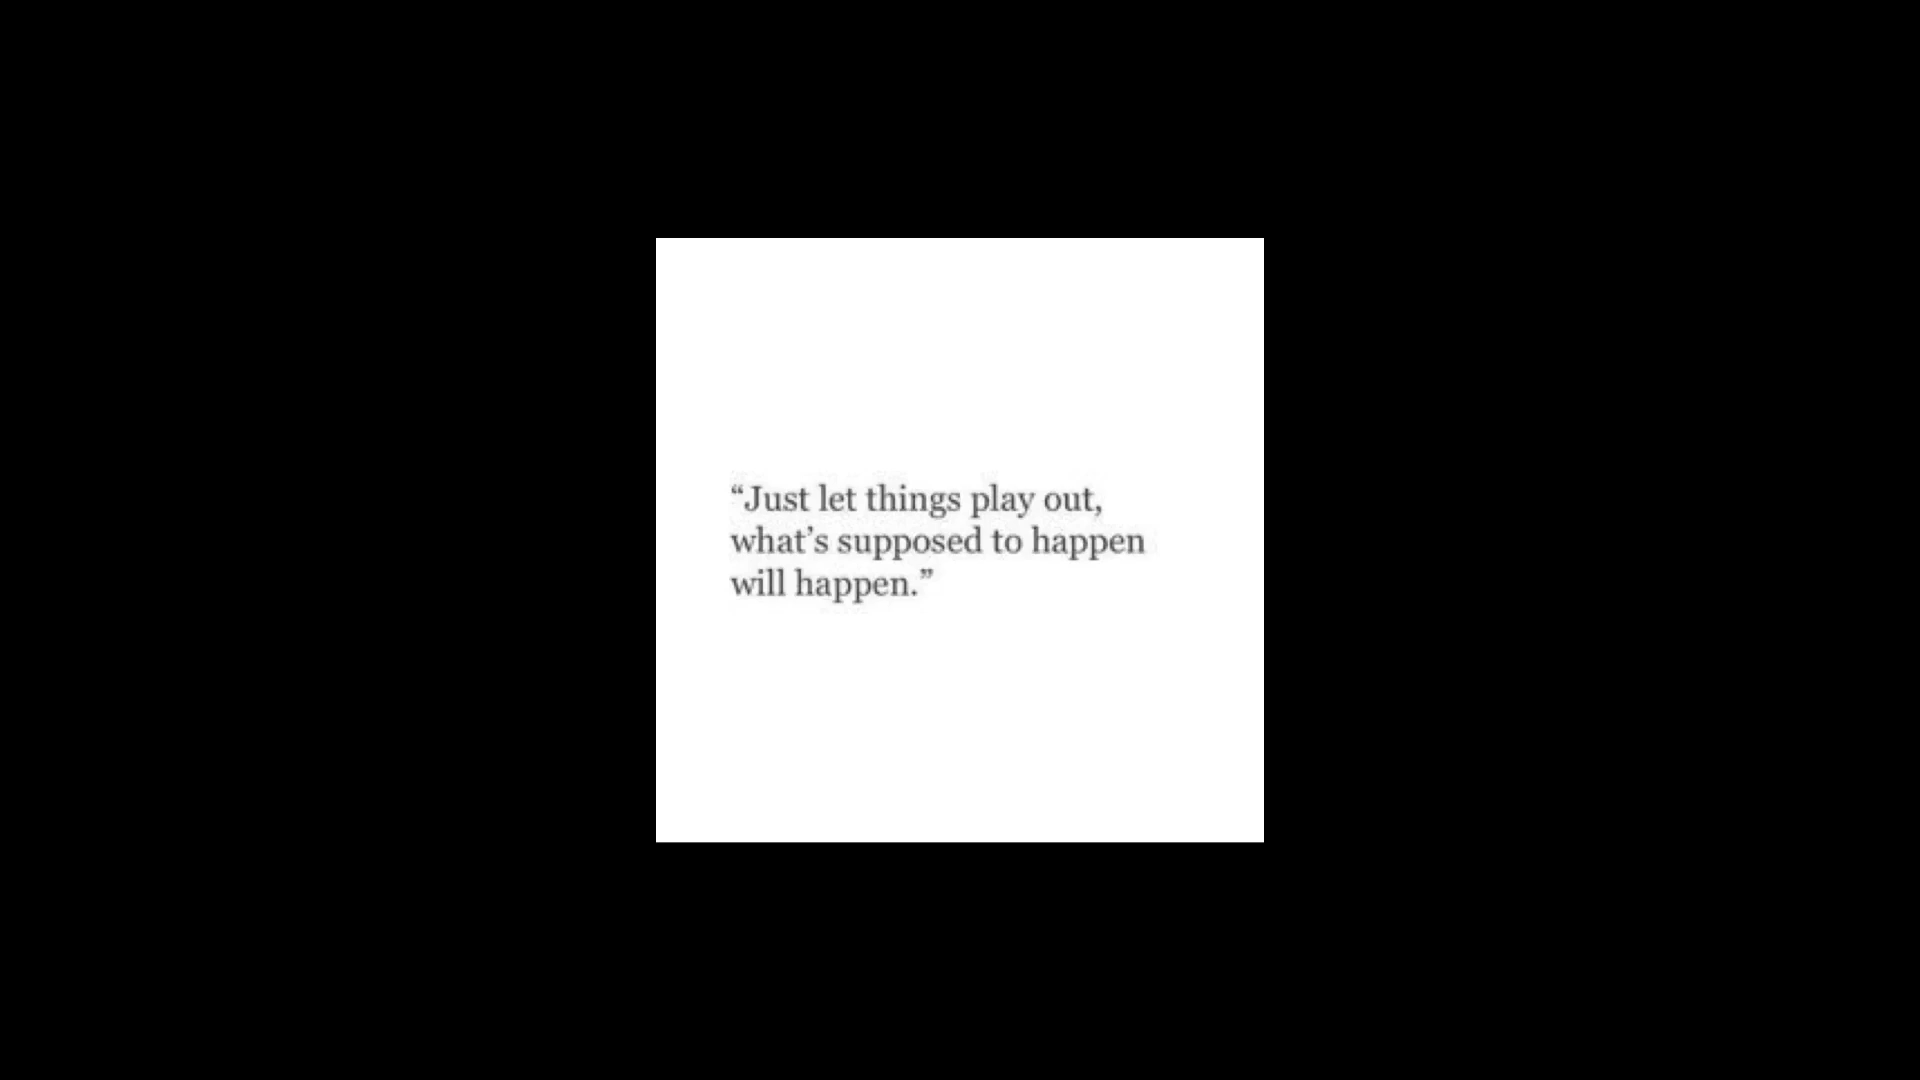 “Just let things play out,
what’s supposed to happen
will happen.”